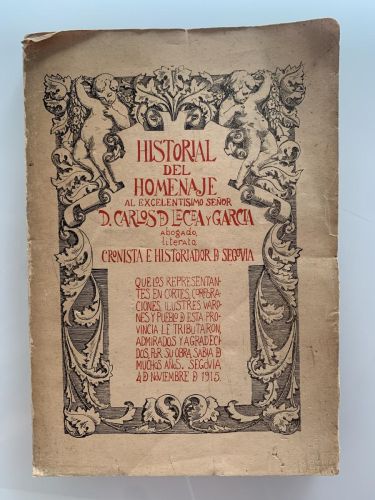 HISTORIAL
DEL
HOMENAJE
AL EXCELENTISIMO SEÑOR
D. CARLOS D LECEA Y GARCIA
abogado,
literato
CRONISTA E HISTORIADOR D SEGOVIA
QUE LOS REPRESENTAN-
TES EN CORTES, CORPORA-
CIONES, ILUSTRES VARO-
NES Y PUEBLO D ESTA PRO-
VINCIA LE TRIBUTARON,
ADMIRADOS Y AGRADECI-
DOS, POR SU OBRA SABIA D
MUCHOS AÑOS. SEGOVIA
4 D NOVIEMBRE D 1915.